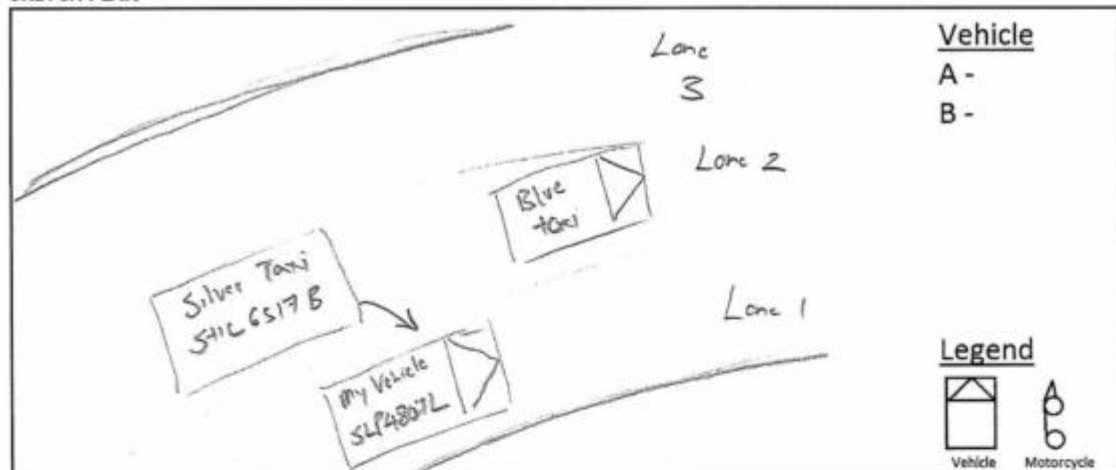 Lane
3
Vehicle
A -
B -
Lane 2
Blue
taxi
Silver Taxi
SHC 6517 B
Lane 1
My Vehicle
SLP4807L
Legend
Vehicle
Motorcycle